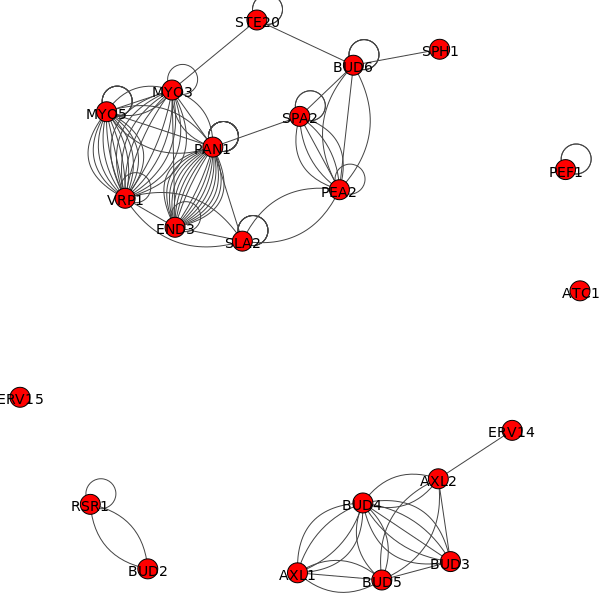 STE20
SPH1
BUD6
MYO3
MYO5
SPA2
PAN1
PEF1
PEA2
VRP1
END3
SLA2
ATC1
ERV15
ERV14
AXL2
RSR1
BUD4
BUD3
BUD2
AXL1
BUD5